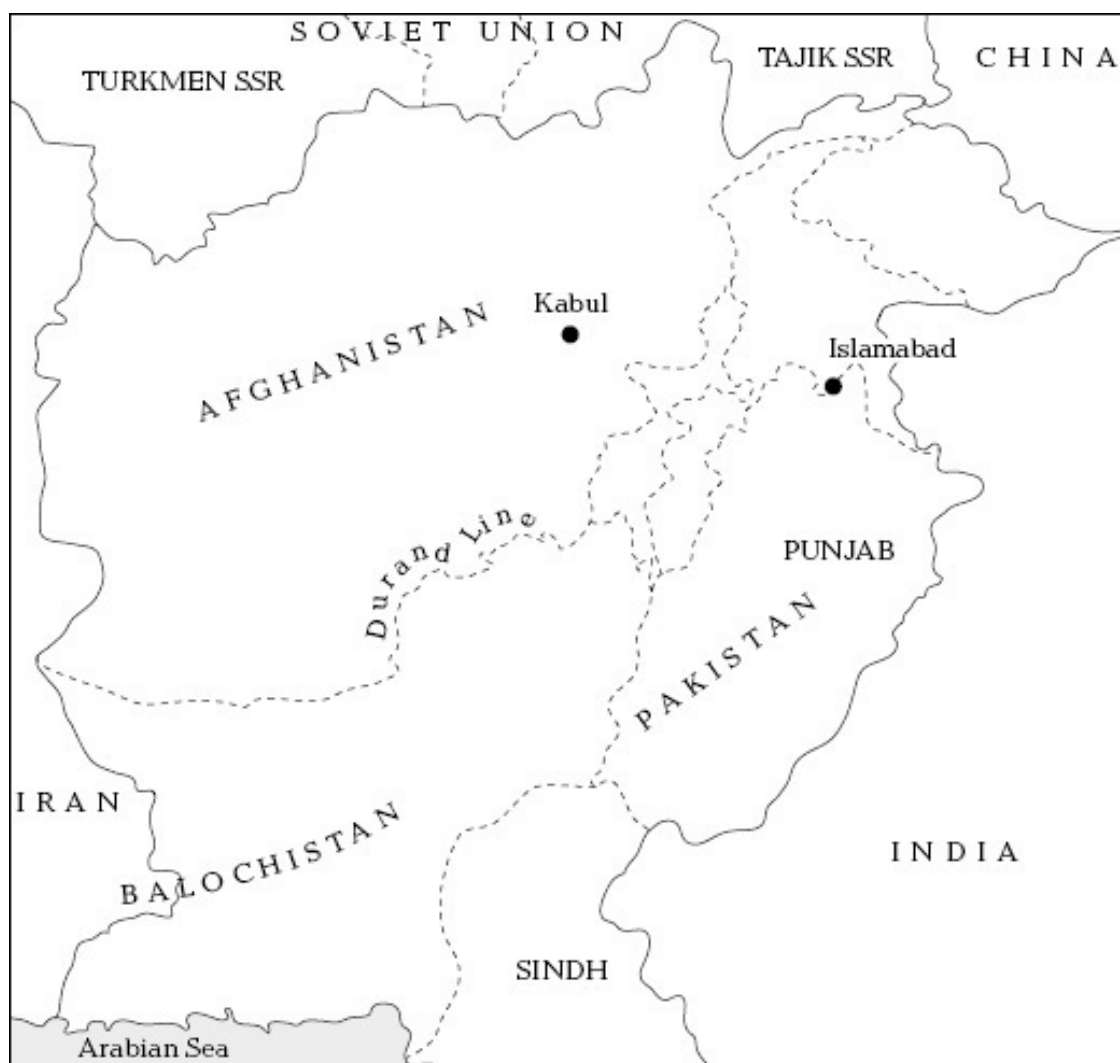 SOVIET UNION
TURKMEN SSR
TAJIK SSR
CHINA
Kabul
AFGHANISTAN
Islamabad
Durand Line
PUNJAB
PAKISTAN
IRAN
BALOCHISTAN
INDIA
SINDH
Arabian Sea